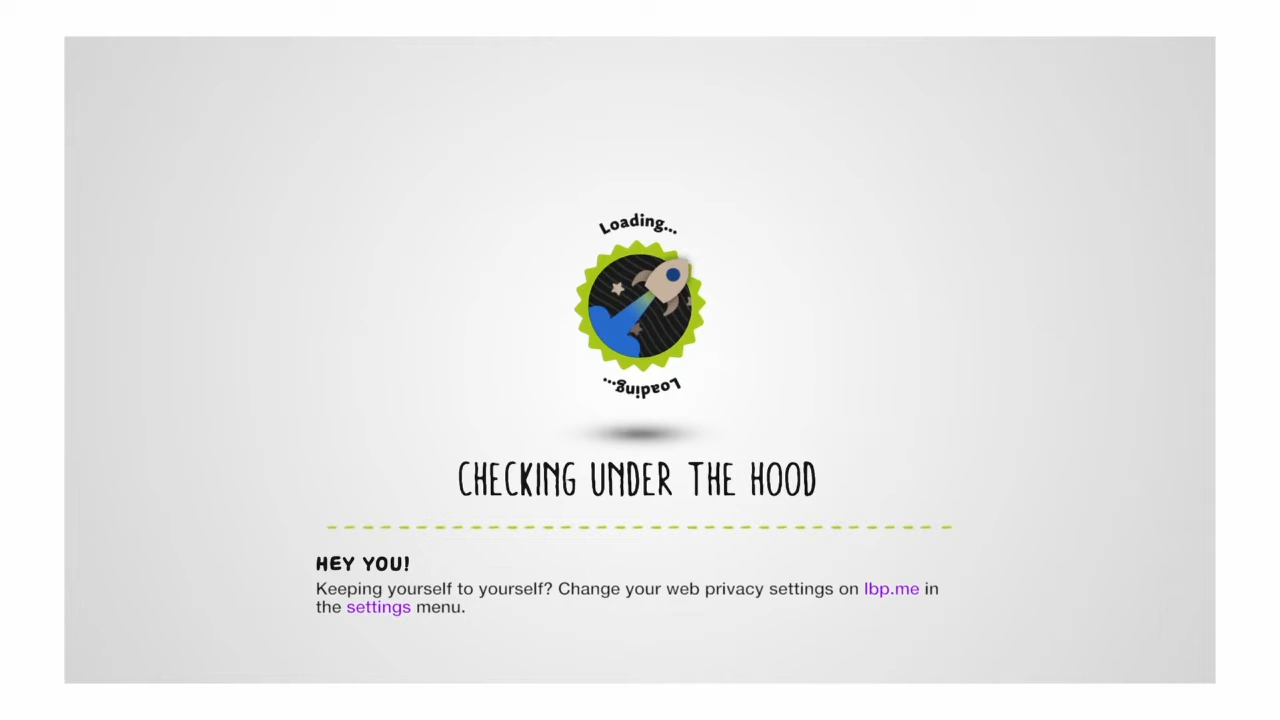 Loading...
Loading...
CHECKING UNDER THE HOOD
HEY YOU!
Keeping yourself to yourself? Change your web privacy settings on lbp.me in
the settings menu.